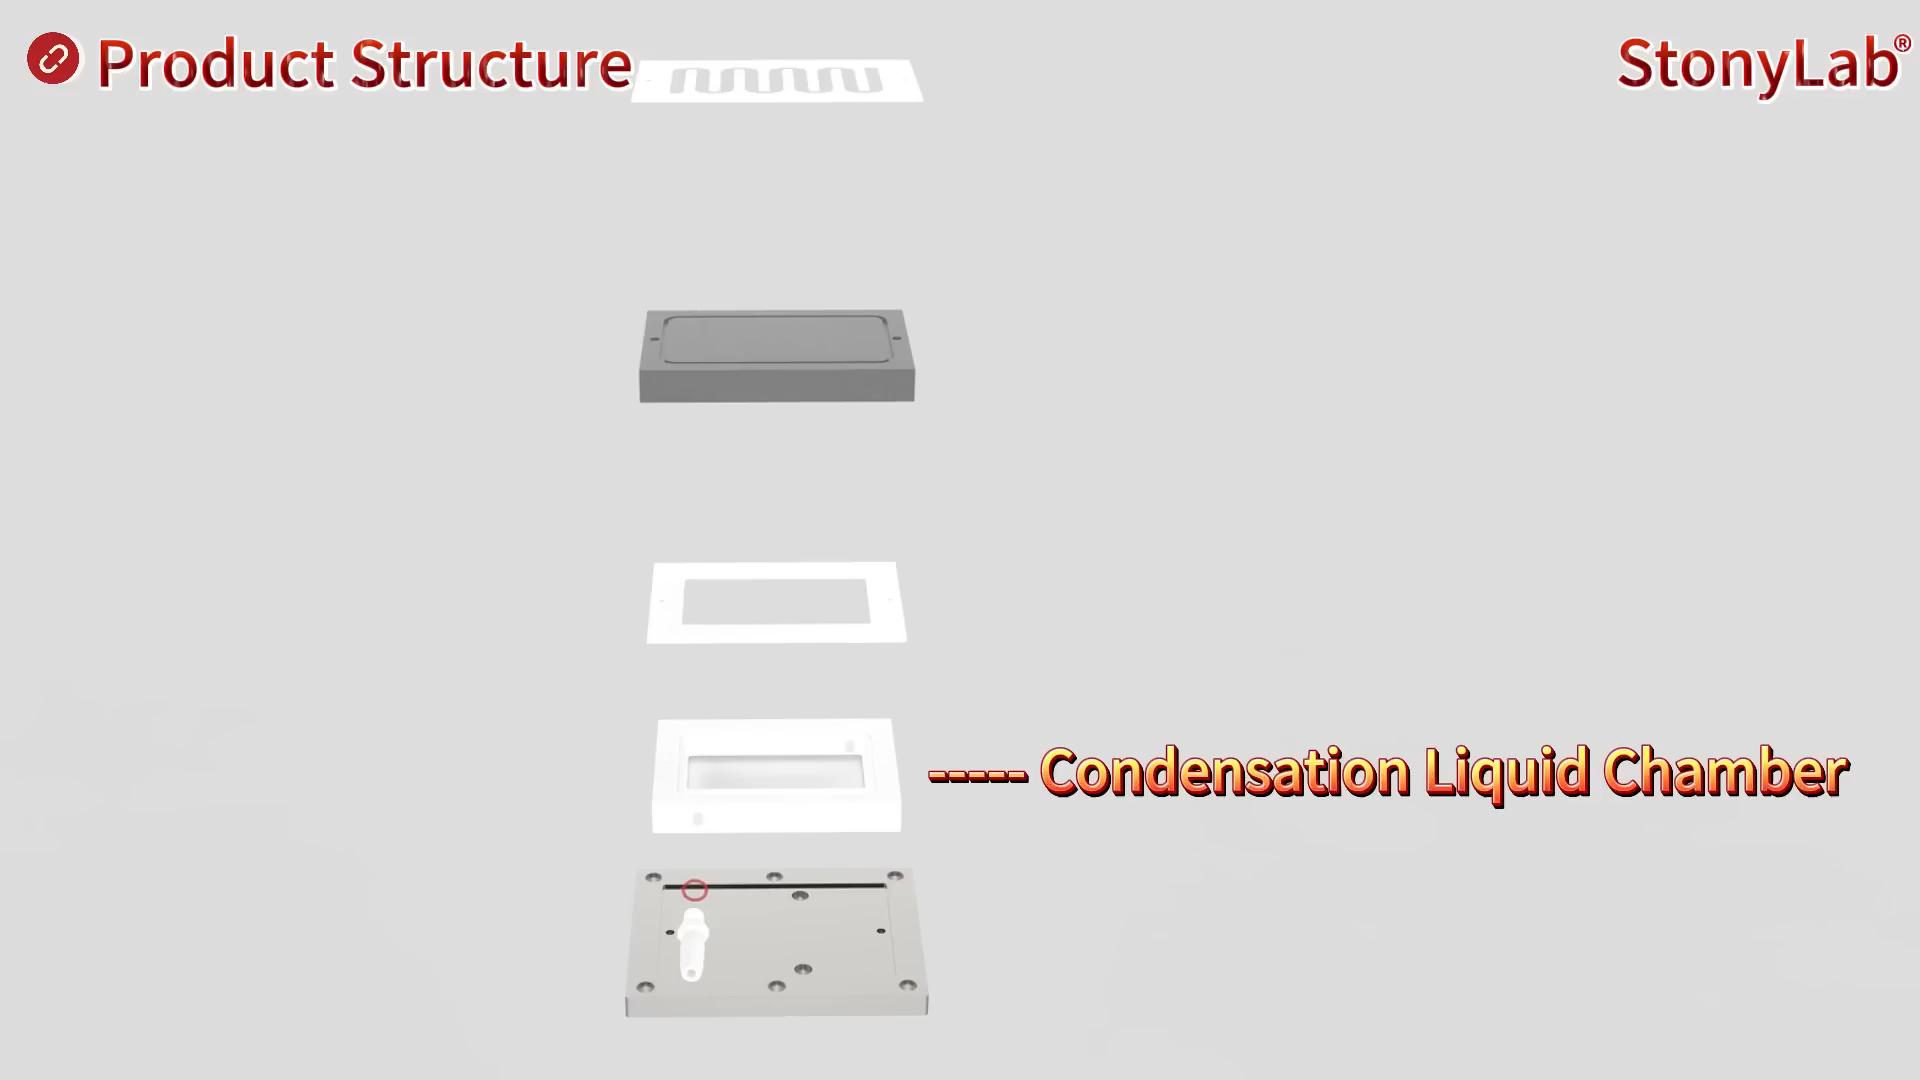 Product Structure
StonyLab®
----- Condensation Liquid Chamber